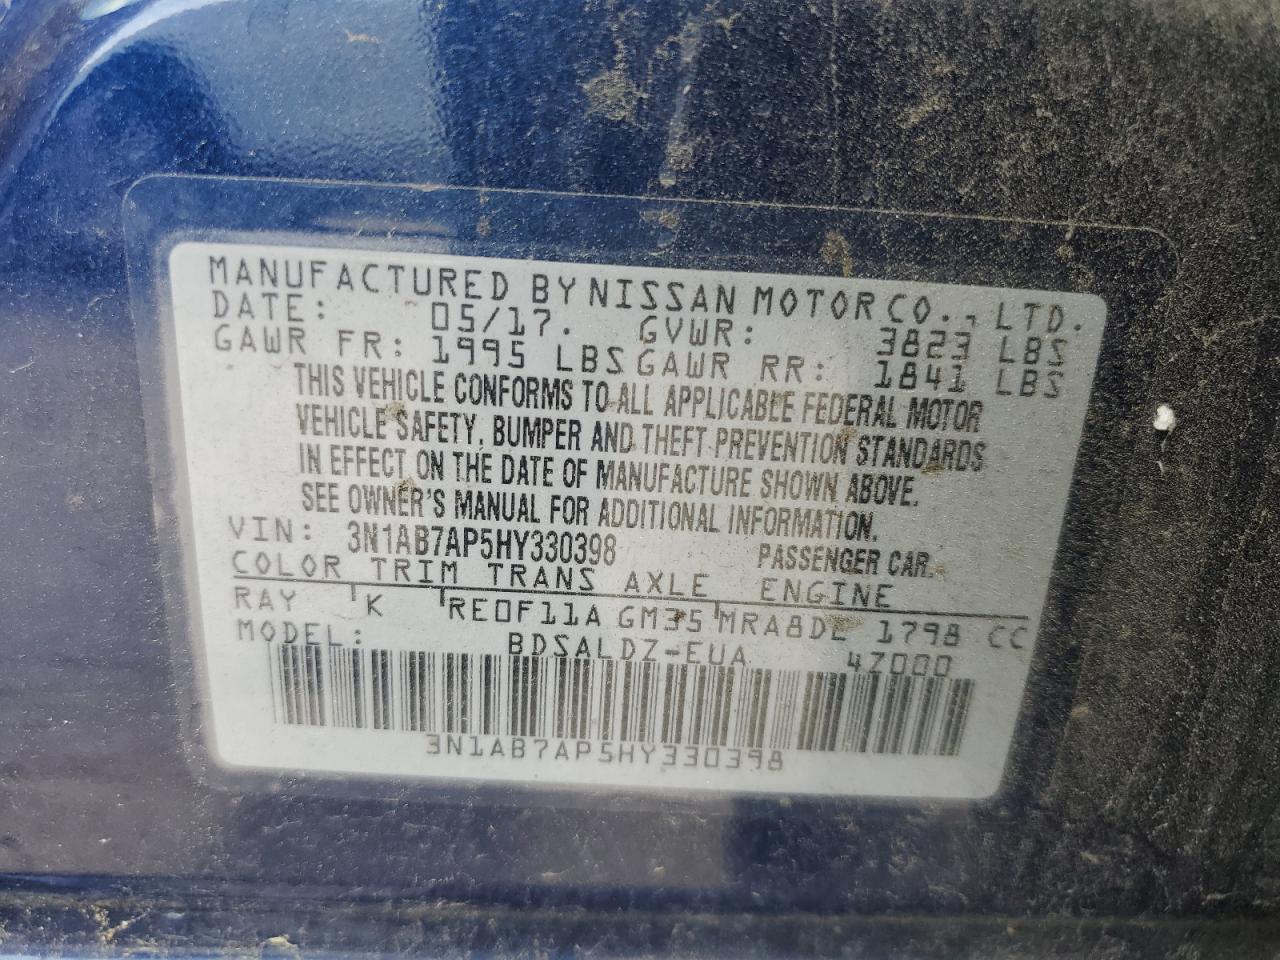 MANUFACTURED BY NISSAN MOTOR CO., LTD.
DATE: 05/17. GVWR: 3823 LBS
GAWR FR: 1995 LBS GAWR RR: 1841 LBS
THIS VEHICLE CONFORMS TO ALL APPLICABLE FEDERAL MOTOR
VEHICLE SAFETY, BUMPER AND THEFT PREVENTION STANDARDS
IN EFFECT ON THE DATE OF MANUFACTURE SHOWN ABOVE.
SEE OWNER'S MANUAL FOR ADDITIONAL INFORMATION.
VIN: 3N1AB7AP5HY330398 PASSENGER CAR.
COLOR TRIM TRANS AXLE ENGINE
RAY K RE0F11A GM35 MRA8DE 1798 CC
MODEL: BDSALDZ-EUA 4Z000
3N1AB7AP5HY330398